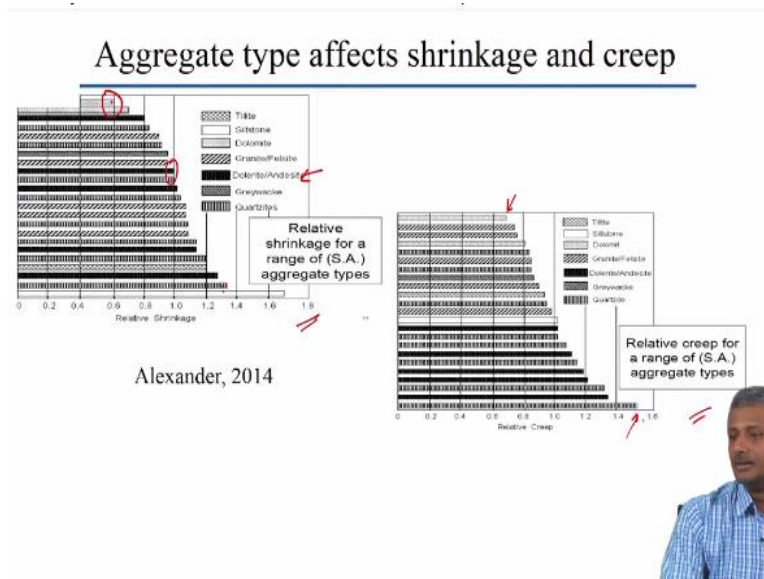 Aggregate type affects shrinkage and creep
Tillite
Siltstone
Dolomite
Granite/Felsite
Dolerite/Andesite
Greywacke
Quartzites
Relative
shrinkage for a
range of (S.A.)
aggregate types
0 0.2 0.4 0.6 0.8 1.0 1.2 1.4 1.6 1.8
Relative Shrinkage
Alexander, 2014
Tillite
Siltstone
Dolomit
Granite/Felsite
Dolerite/Andesite
Greywacke
Quartzite
Relative creep for
a range of (S.A.)
aggregate types
0 0.2 0.4 0.6 0.8 1.0 1.2 1.4 1.6
Relative Creep